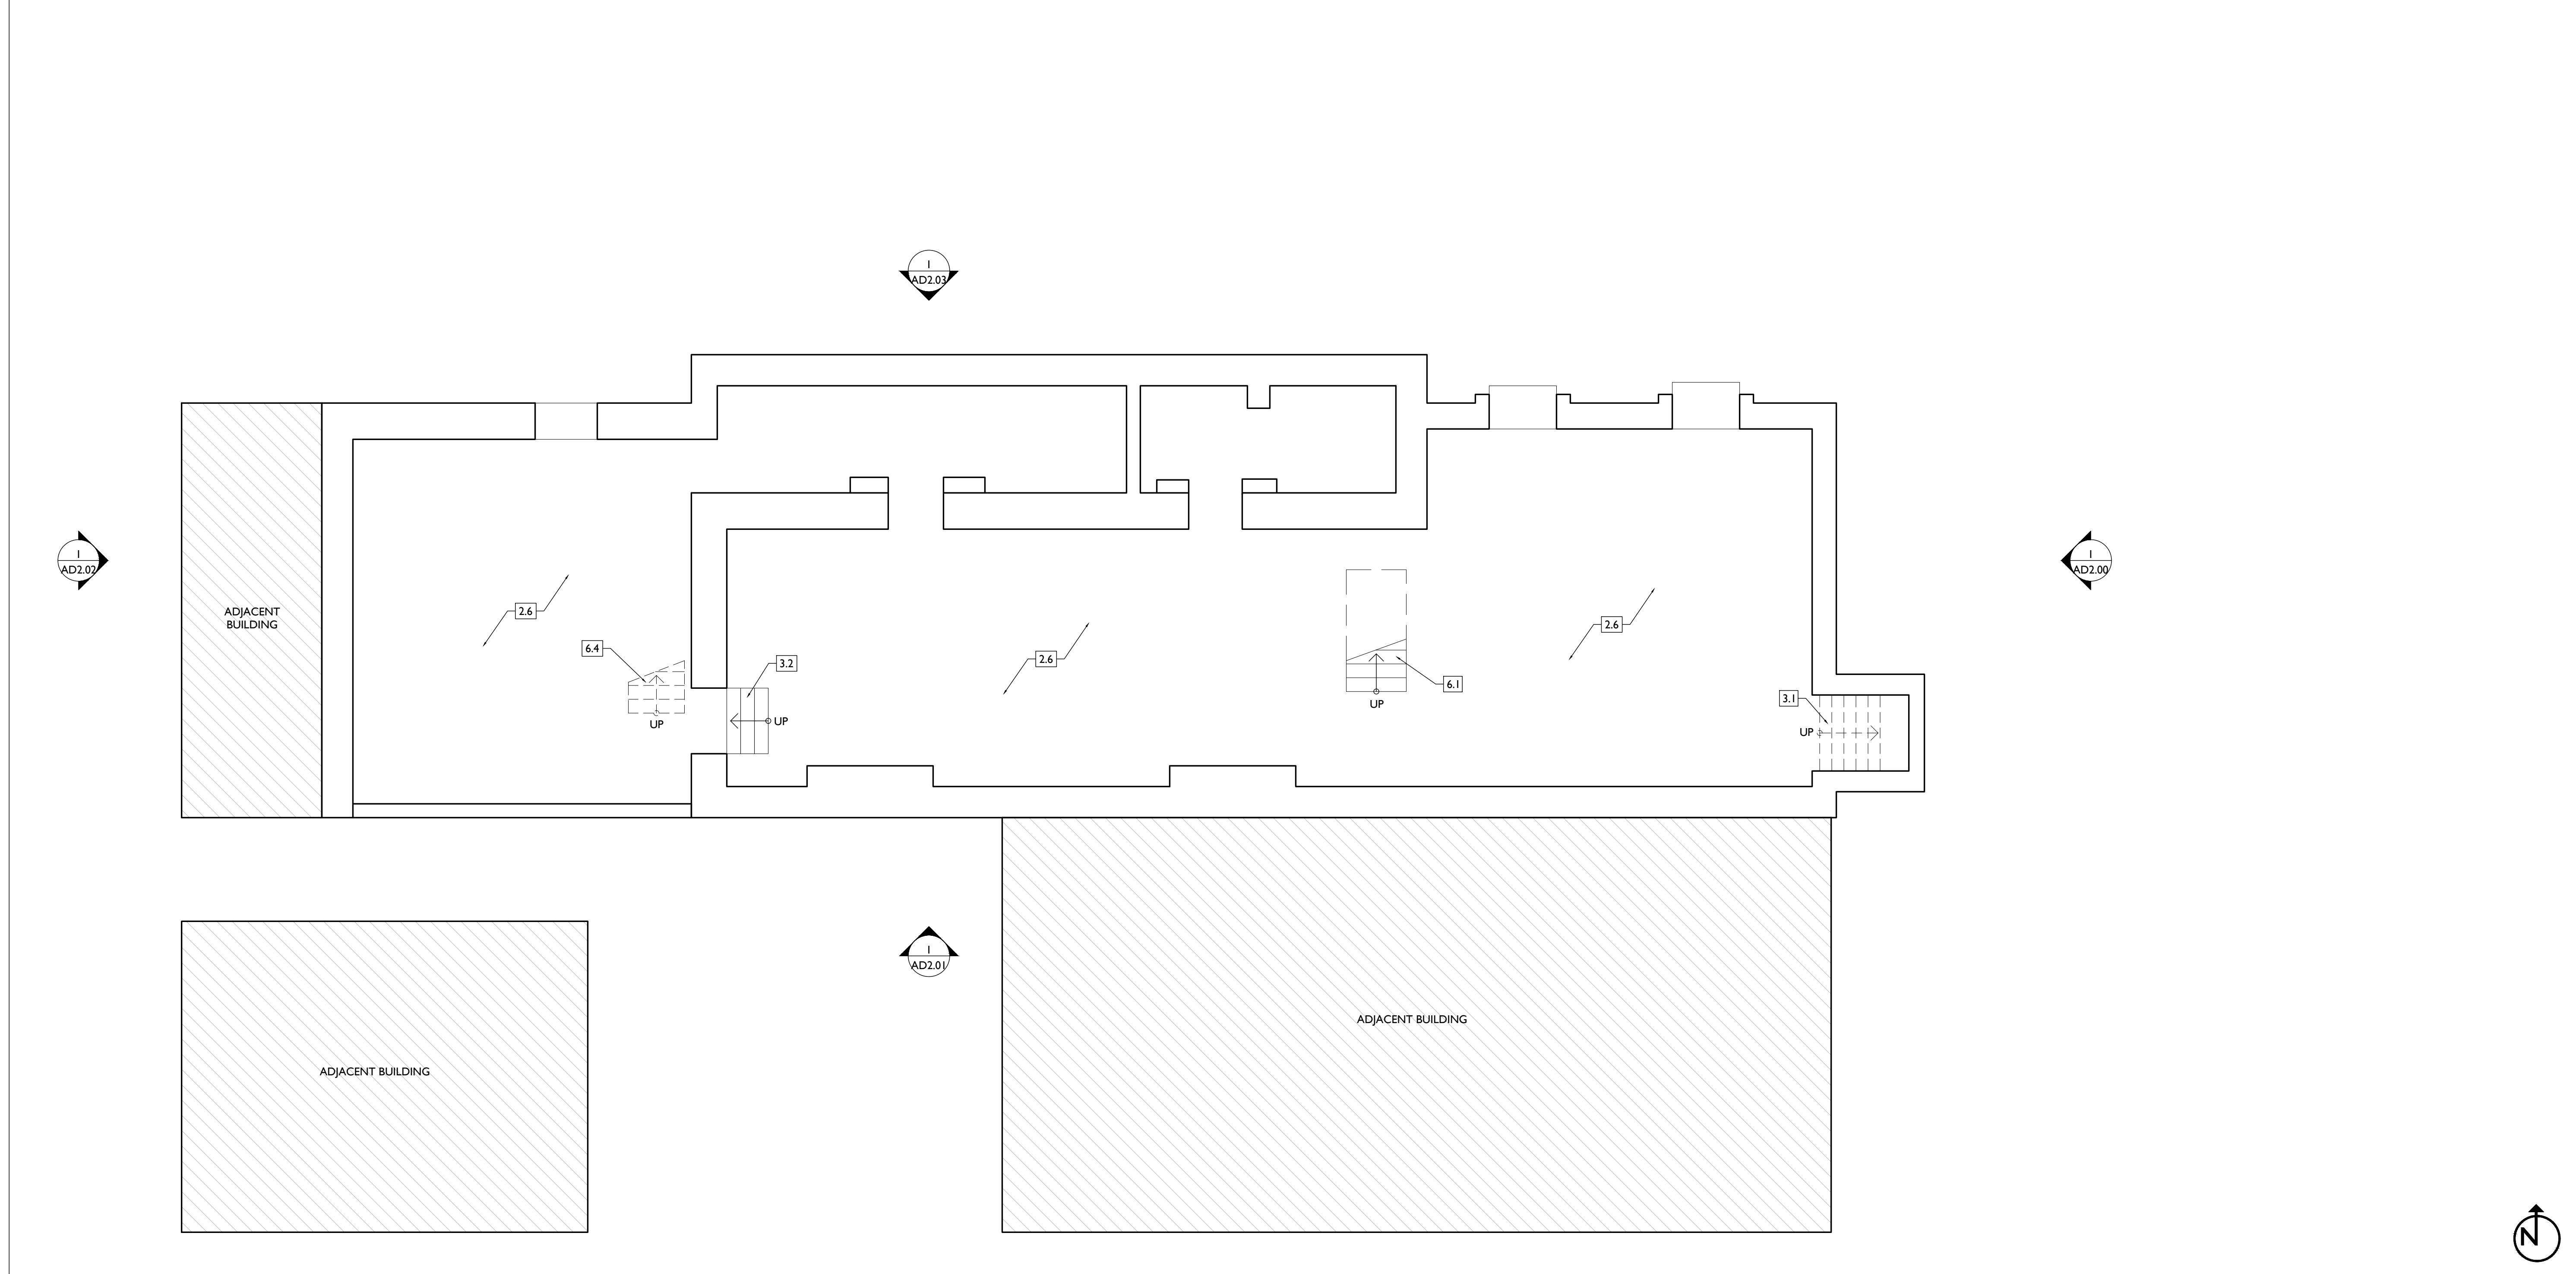 1
AD2.03
1
AD2.02
1
AD2.00
ADJACENT
BUILDING
2.6
2.6
2.6
6.4
3.2
6.1
3.1
UP
UP
UP
UP
1
AD2.01
ADJACENT BUILDING
ADJACENT BUILDING
N